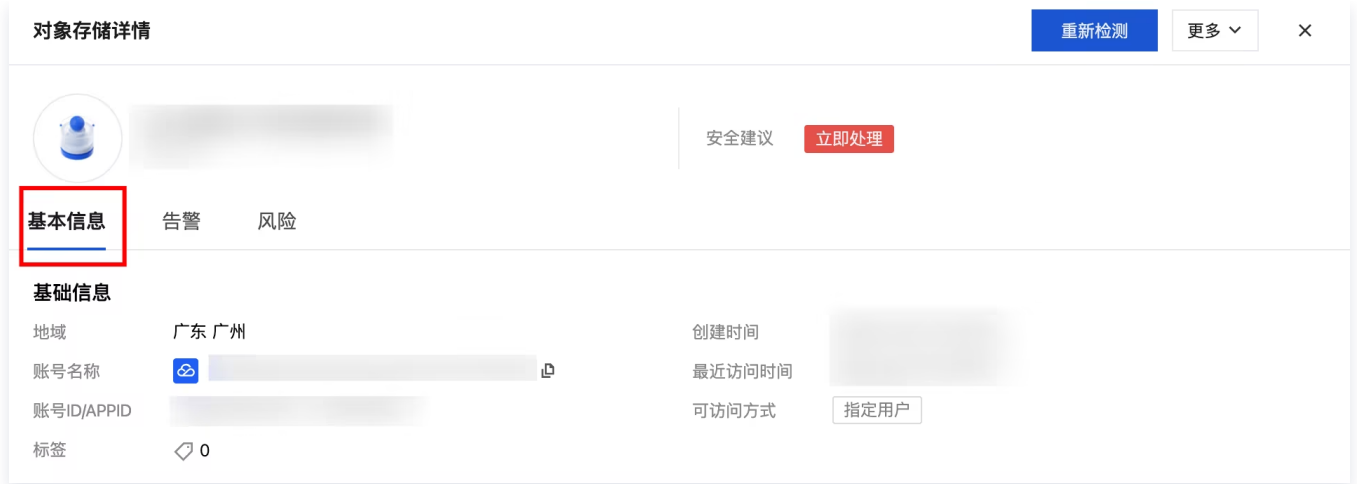 对象存储详情 重新检测 更多
安全建议 立即处理
基本信息 告警 风险
基础信息
地域 广东 广州 创建时间
账号名称 最近访问时间
账号ID/APPID 可访问方式 指定用户
标签 0